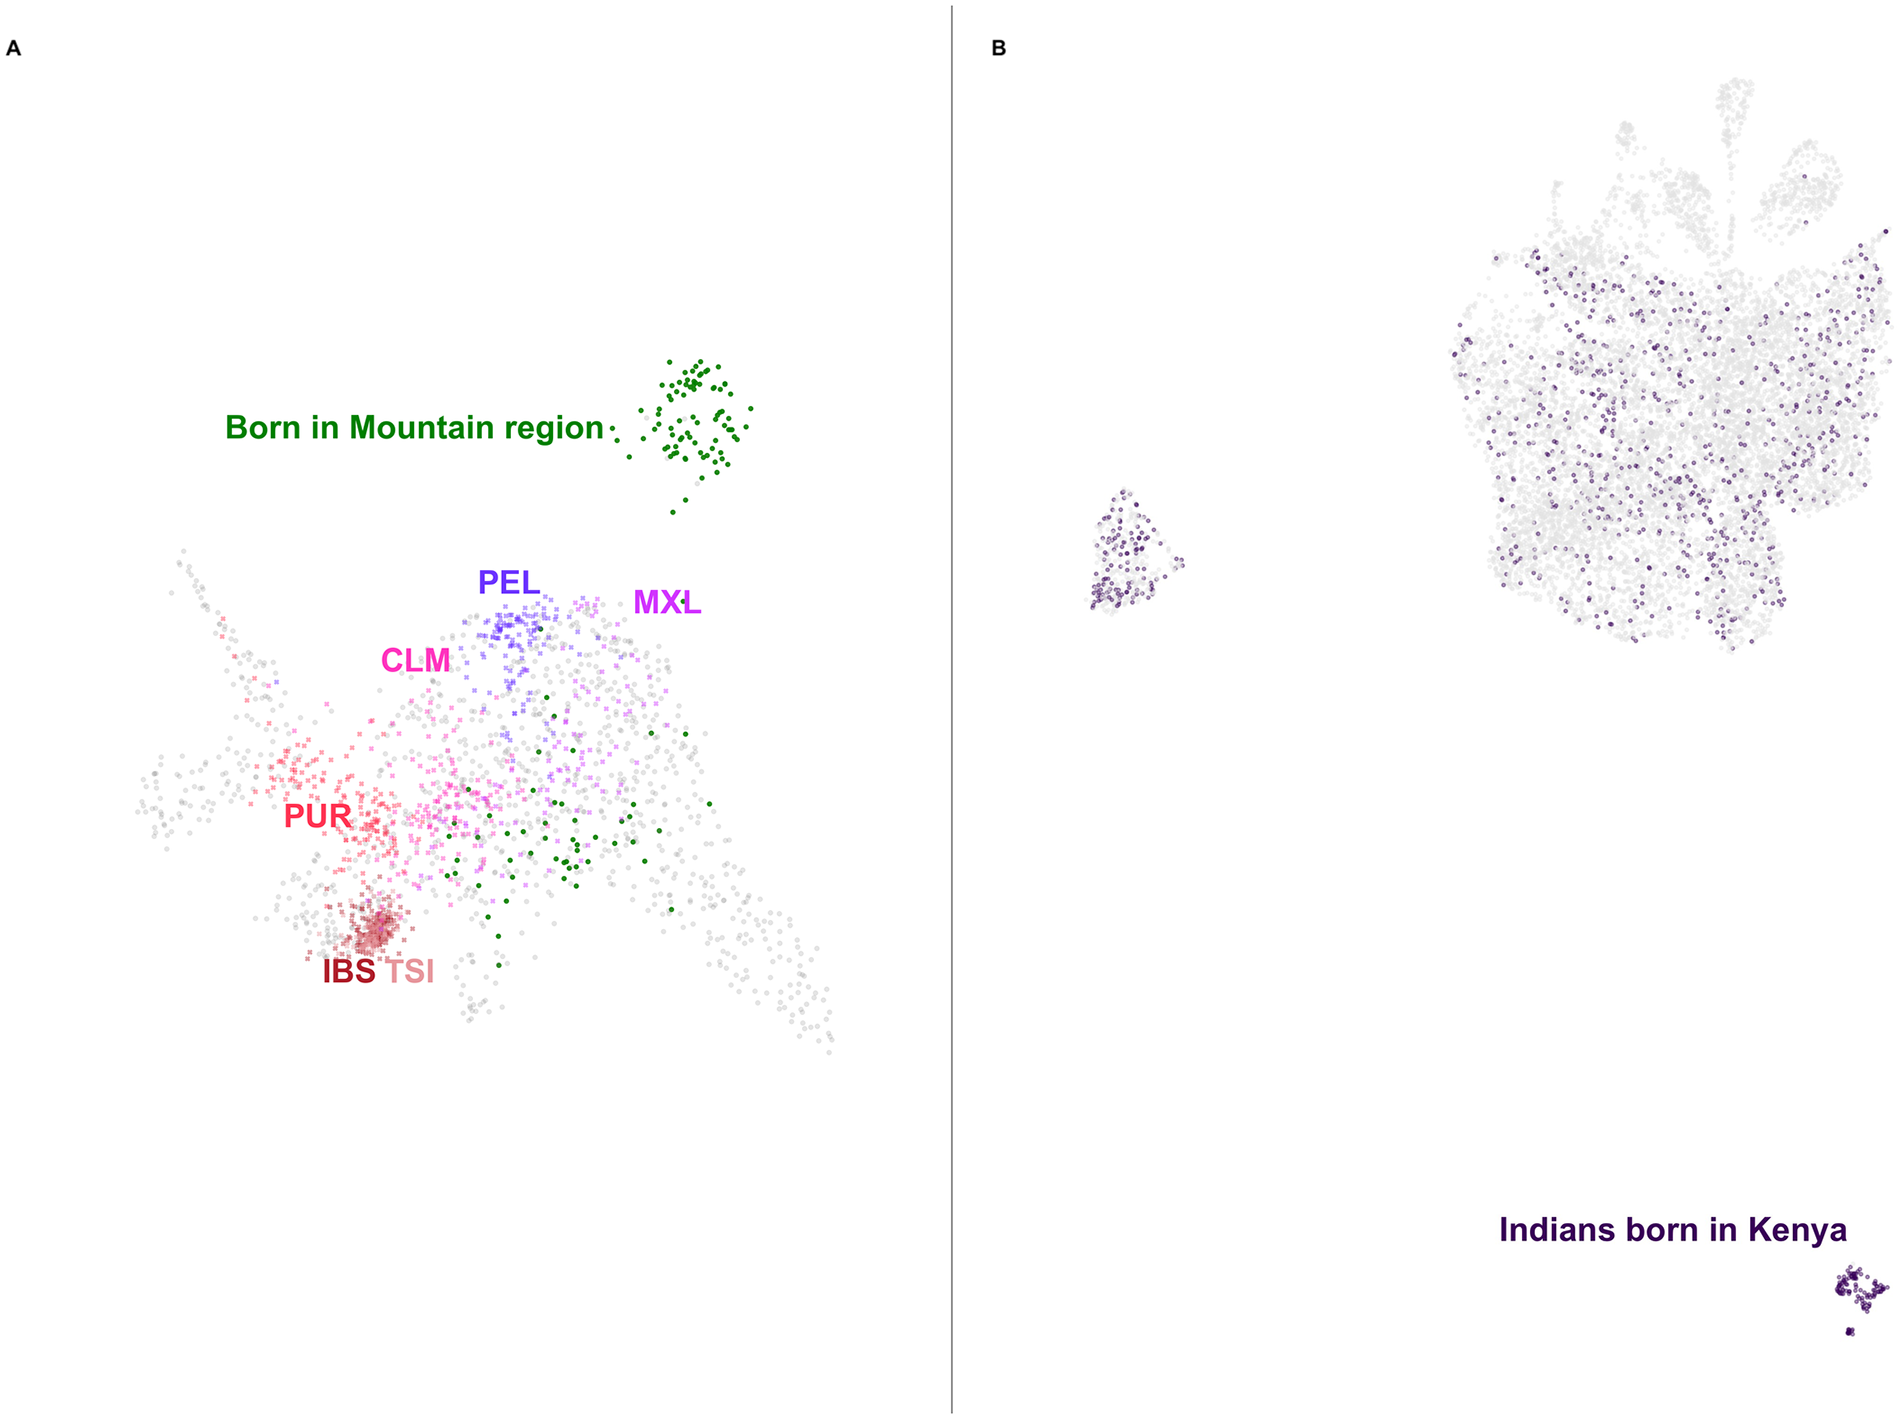 A
B
Born in Mountain region
PEL
MXL
CLM
PUR
IBS TSI
Indians born in Kenya